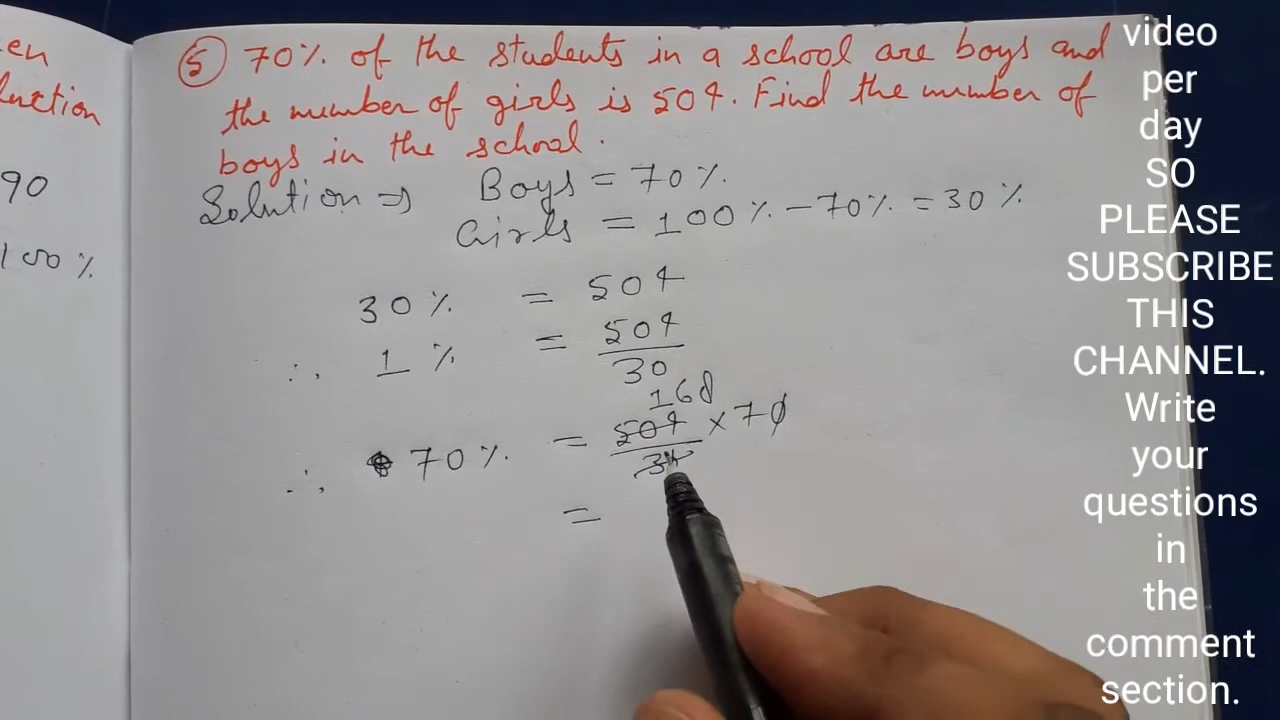 en
luction
90
100%
⑤ 70% of the students in a school are boys and
the number of girls is 504. Find the number of
boys in the school.
Solution ⇒ Boys = 70%.
Girls = 100% - 70% = 30%
30% = 504
∴ 1% = 504/30
168
∴ 70% = 504/30 × 70
=
video
per
day
SO
PLEASE
SUBSCRIBE
THIS
CHANNEL.
Write
your
questions
in
the
comment
section.